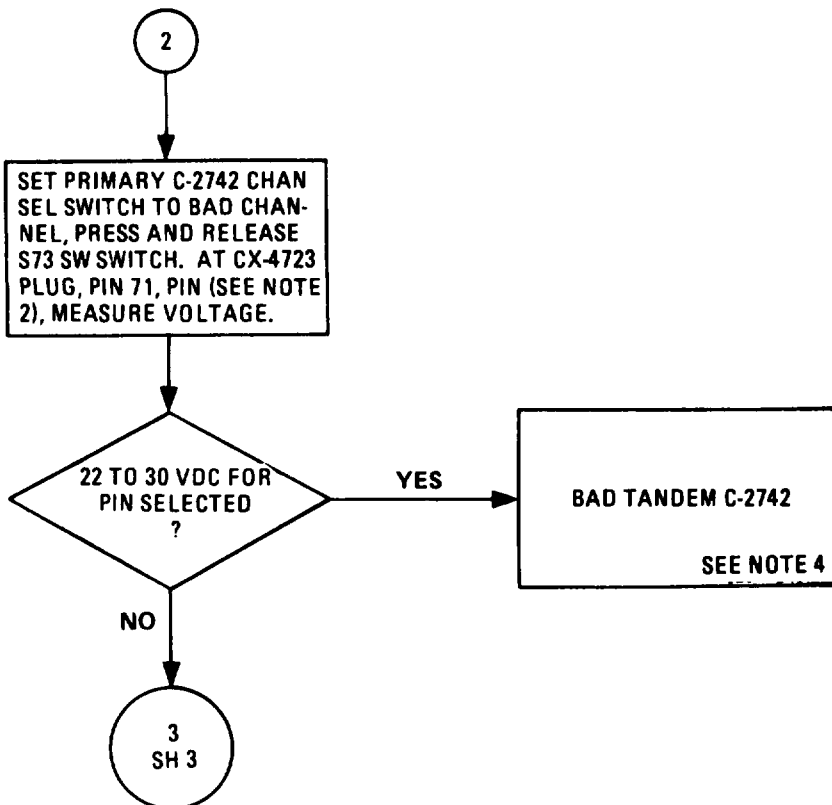 2
SET PRIMARY C-2742 CHAN
SEL SWITCH TO BAD CHAN-
NEL, PRESS AND RELEASE
S73 SW SWITCH. AT CX-4723
PLUG, PIN 71, PIN (SEE NOTE
2), MEASURE VOLTAGE.
22 TO 30 VDC FOR
PIN SELECTED
?
YES
BAD TANDEM C-2742
SEE NOTE 4
NO
3
SH 3